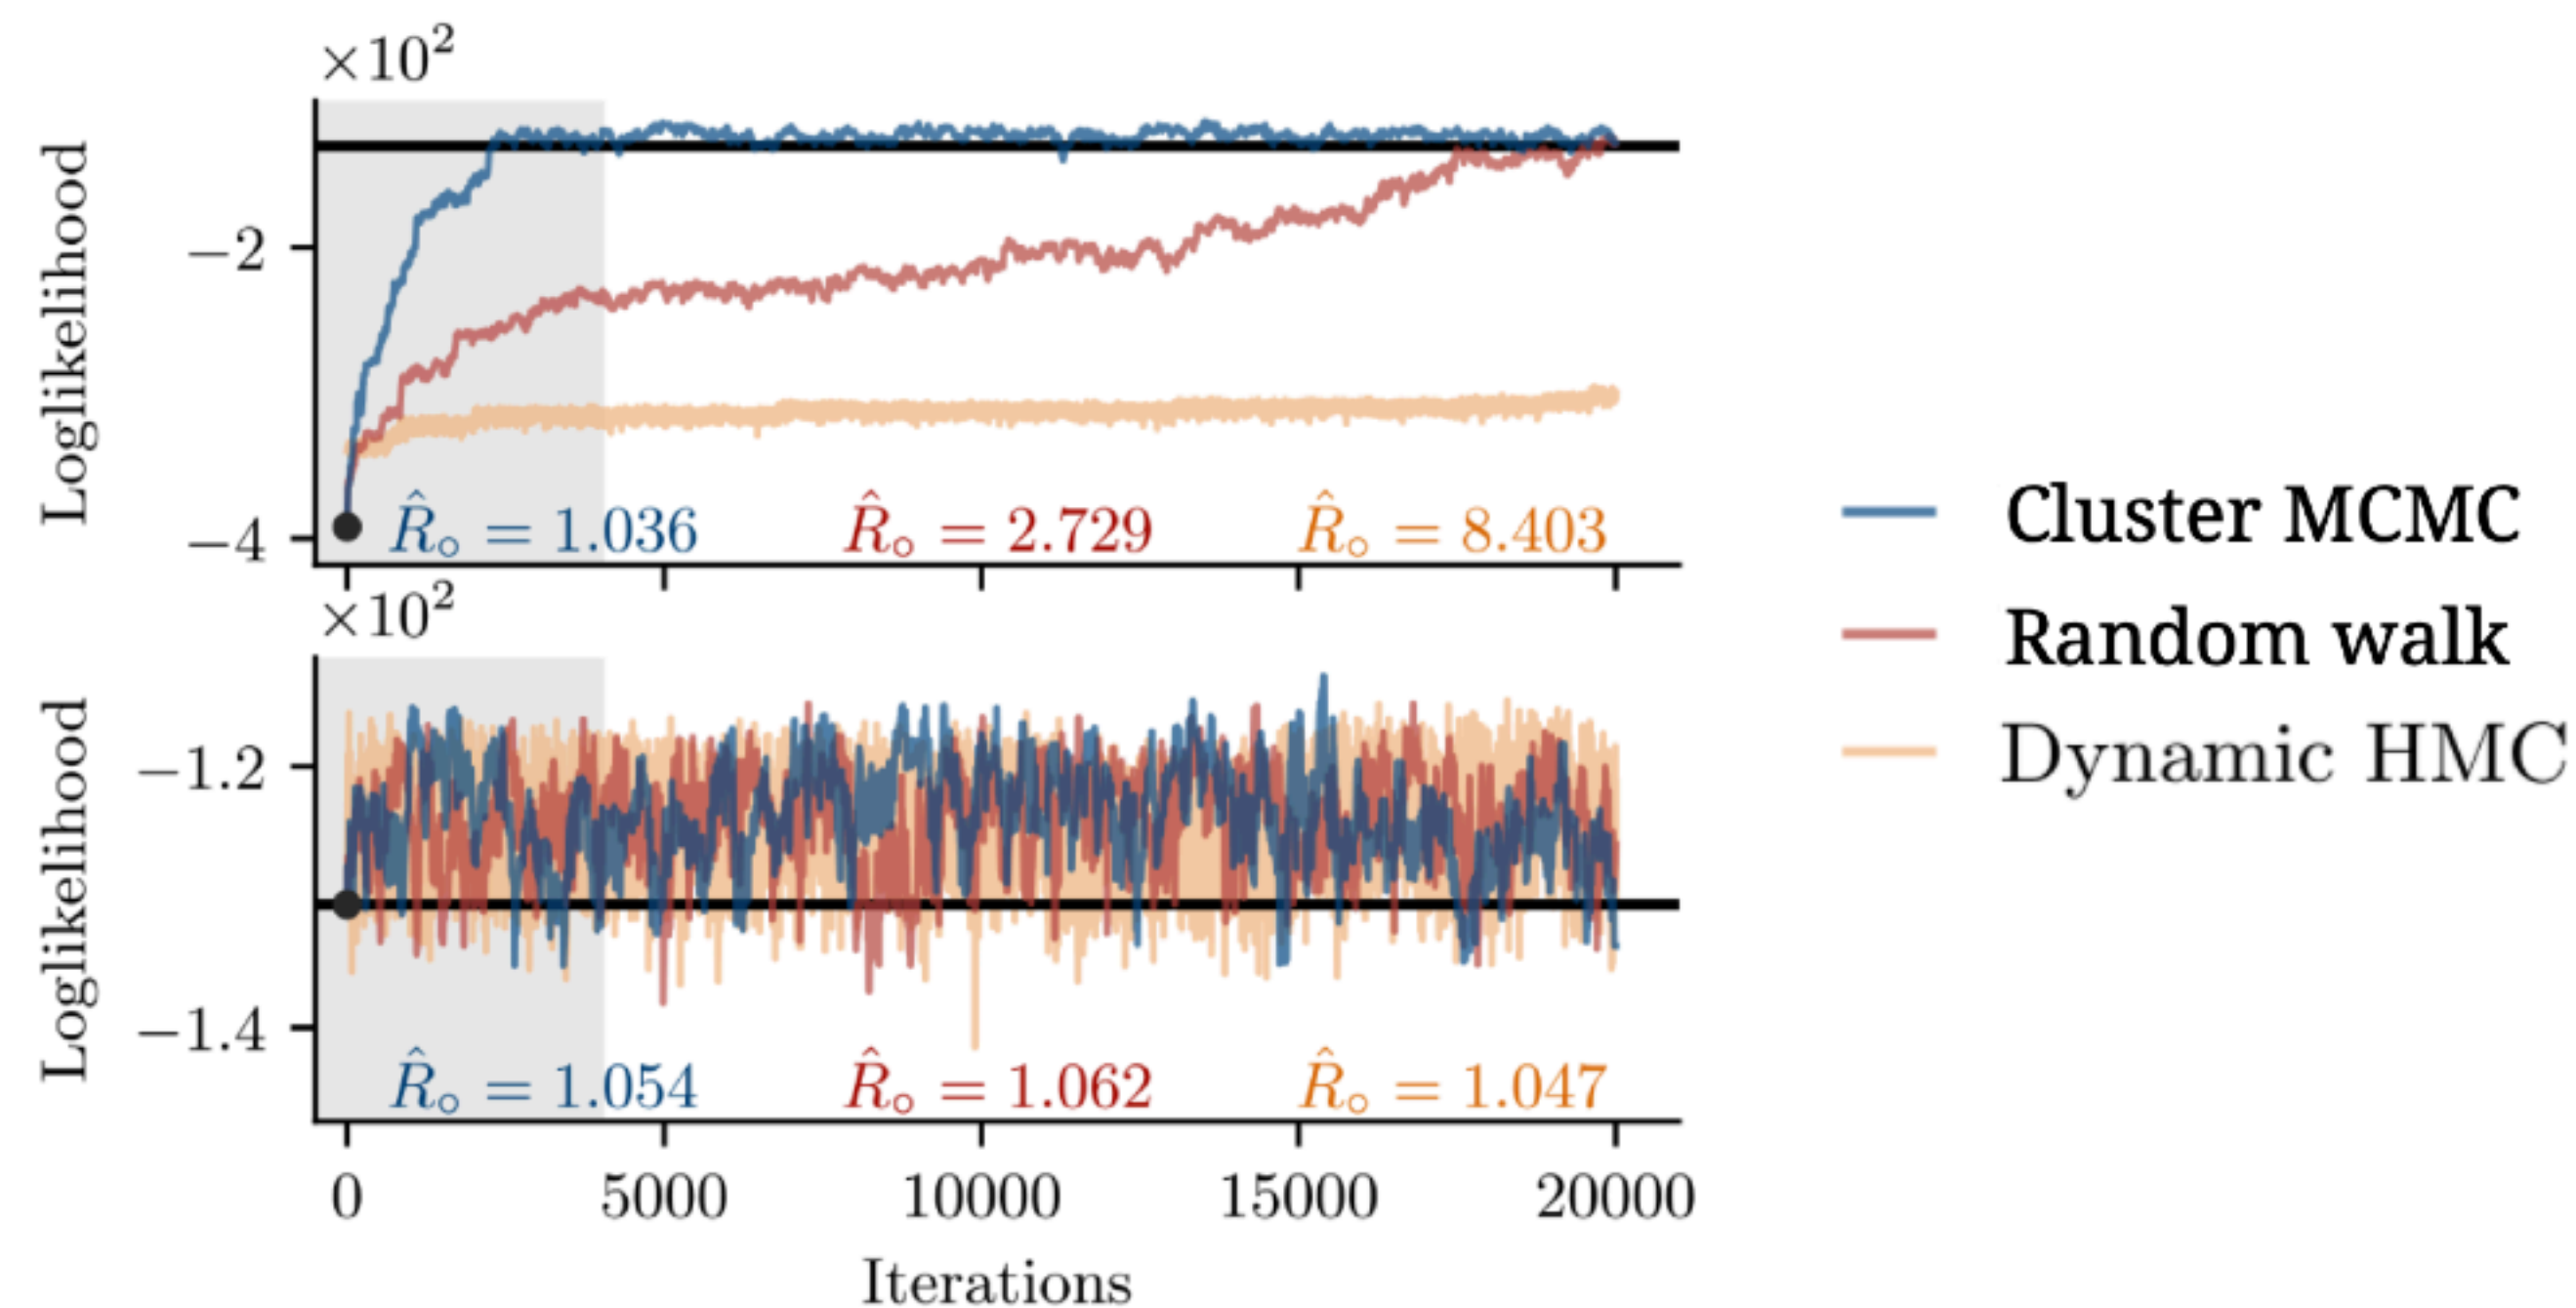 ×10²
Loglikelihood
−2
−4
R̂∘ = 1.036
R̂∘ = 2.729
R̂∘ = 8.403
×10²
Loglikelihood
−1.2
−1.4
R̂∘ = 1.054
R̂∘ = 1.062
R̂∘ = 1.047
0
5000
10000
15000
20000
Iterations
Cluster MCMC
Random walk
Dynamic HMC